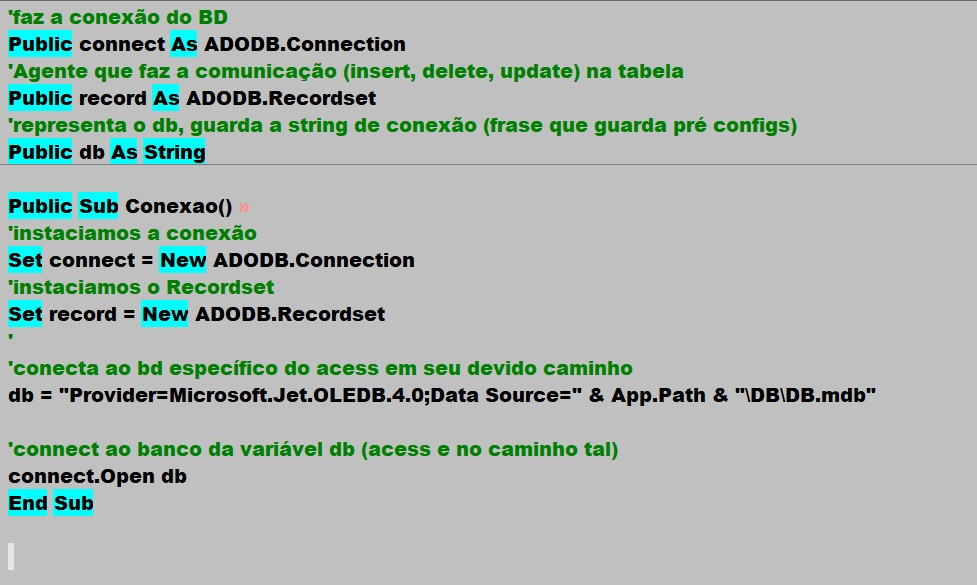 'faz a conexão do BD
Public connect As ADODB.Connection
'Agente que faz a comunicação (insert, delete, update) na tabela
Public record As ADODB.Recordset
'representa o db, guarda a string de conexão (frase que guarda pré configs)
Public db As String
Public Sub Conexao() »
'instaciamos a conexão
Set connect = New ADODB.Connection
'instaciamos o Recordset
Set record = New ADODB.Recordset
'
'conecta ao bd específico do acess em seu devido caminho
db = "Provider=Microsoft.Jet.OLEDB.4.0;Data Source=" & App.Path & "\DB\DB.mdb"
'connect ao banco da variável db (acess e no caminho tal)
connect.Open db
End Sub